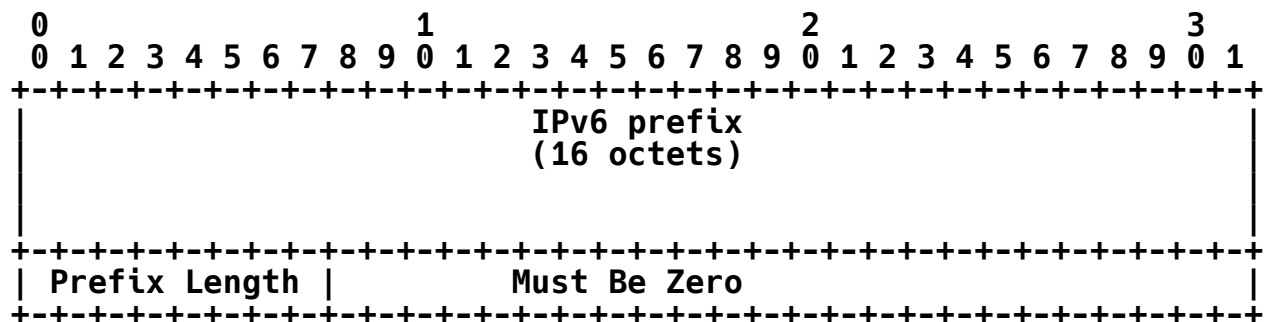 0                   1                   2                   3
 0 1 2 3 4 5 6 7 8 9 0 1 2 3 4 5 6 7 8 9 0 1 2 3 4 5 6 7 8 9 0 1
+-+-+-+-+-+-+-+-+-+-+-+-+-+-+-+-+-+-+-+-+-+-+-+-+-+-+-+-+-+-+-+-+
|                          IPv6 prefix                          |
|                          (16 octets)                          |
|                                                               |
|                                                               |
+-+-+-+-+-+-+-+-+-+-+-+-+-+-+-+-+-+-+-+-+-+-+-+-+-+-+-+-+-+-+-+-+
| Prefix Length |         Must Be Zero                          |
+-+-+-+-+-+-+-+-+-+-+-+-+-+-+-+-+-+-+-+-+-+-+-+-+-+-+-+-+-+-+-+-+